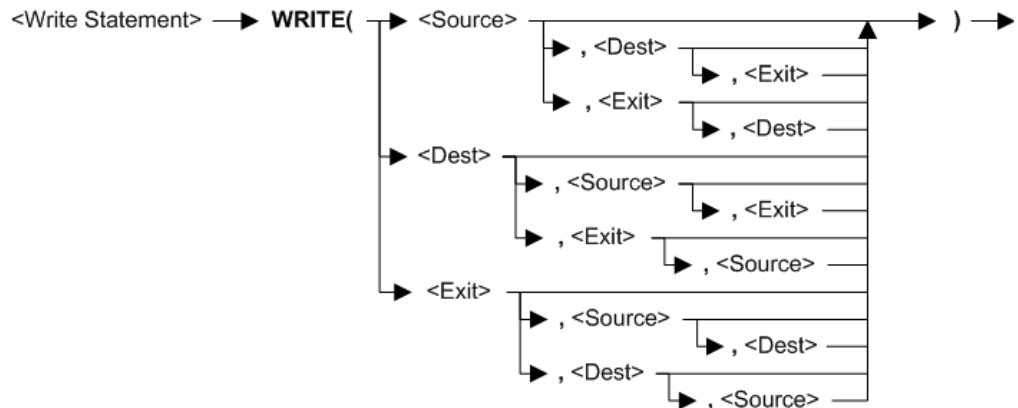 <Write Statement> WRITE( <Source> )
, <Dest>
, <Exit>
, <Exit>
, <Dest>
<Dest>
, <Source>
, <Exit>
, <Exit>
, <Source>
<Exit>
, <Source>
, <Dest>
, <Dest>
, <Source>